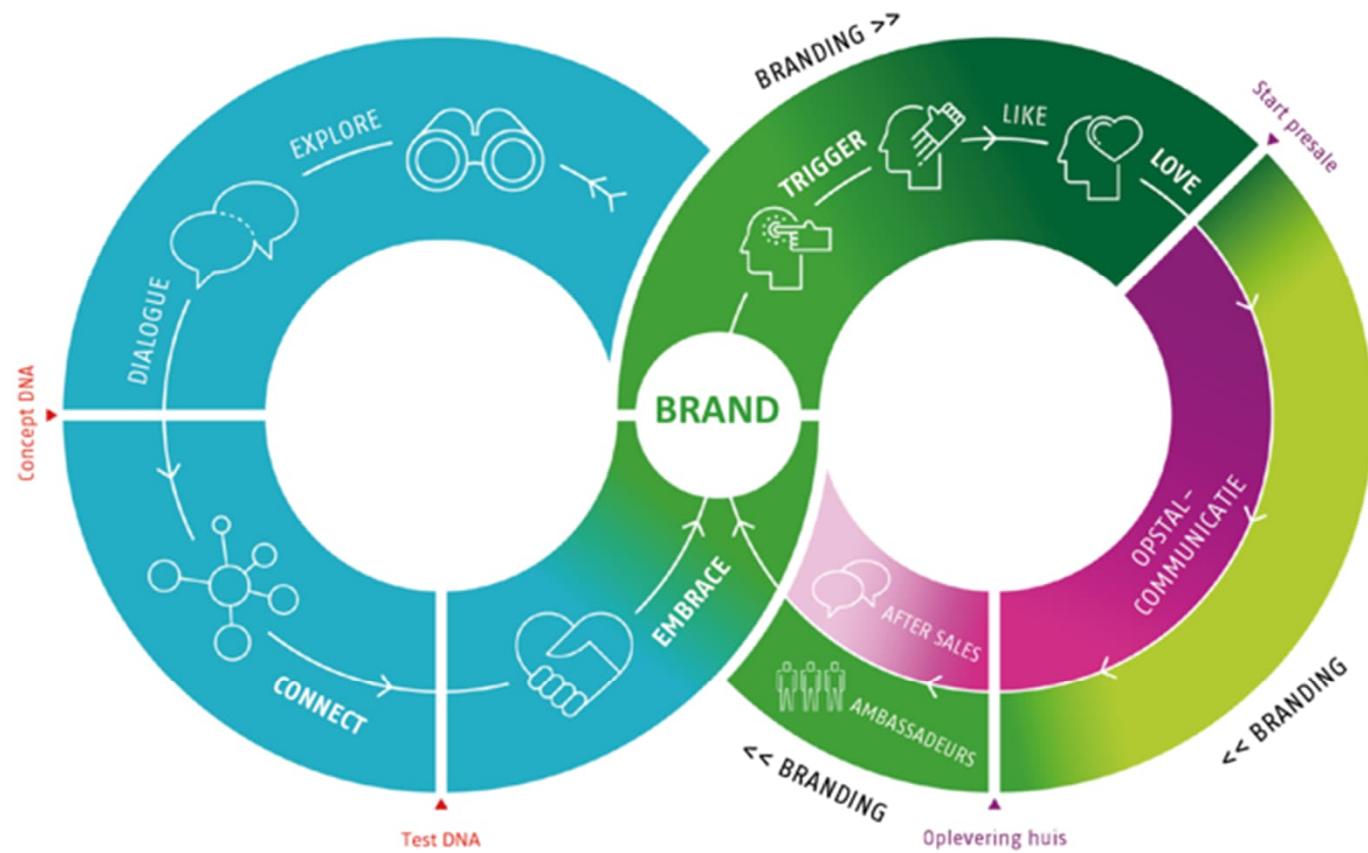 BRANDING >>
EXPLORE
DIALOGUE
Concept DNA
CONNECT
Test DNA
EMBRACE
BRAND
TRIGGER
LIKE
LOVE
Start presale
OPSTAL-
COMMUNICATIE
<< BRANDING
Oplevering huis
AFTER SALES
AMBASSADEURS
<< BRANDING